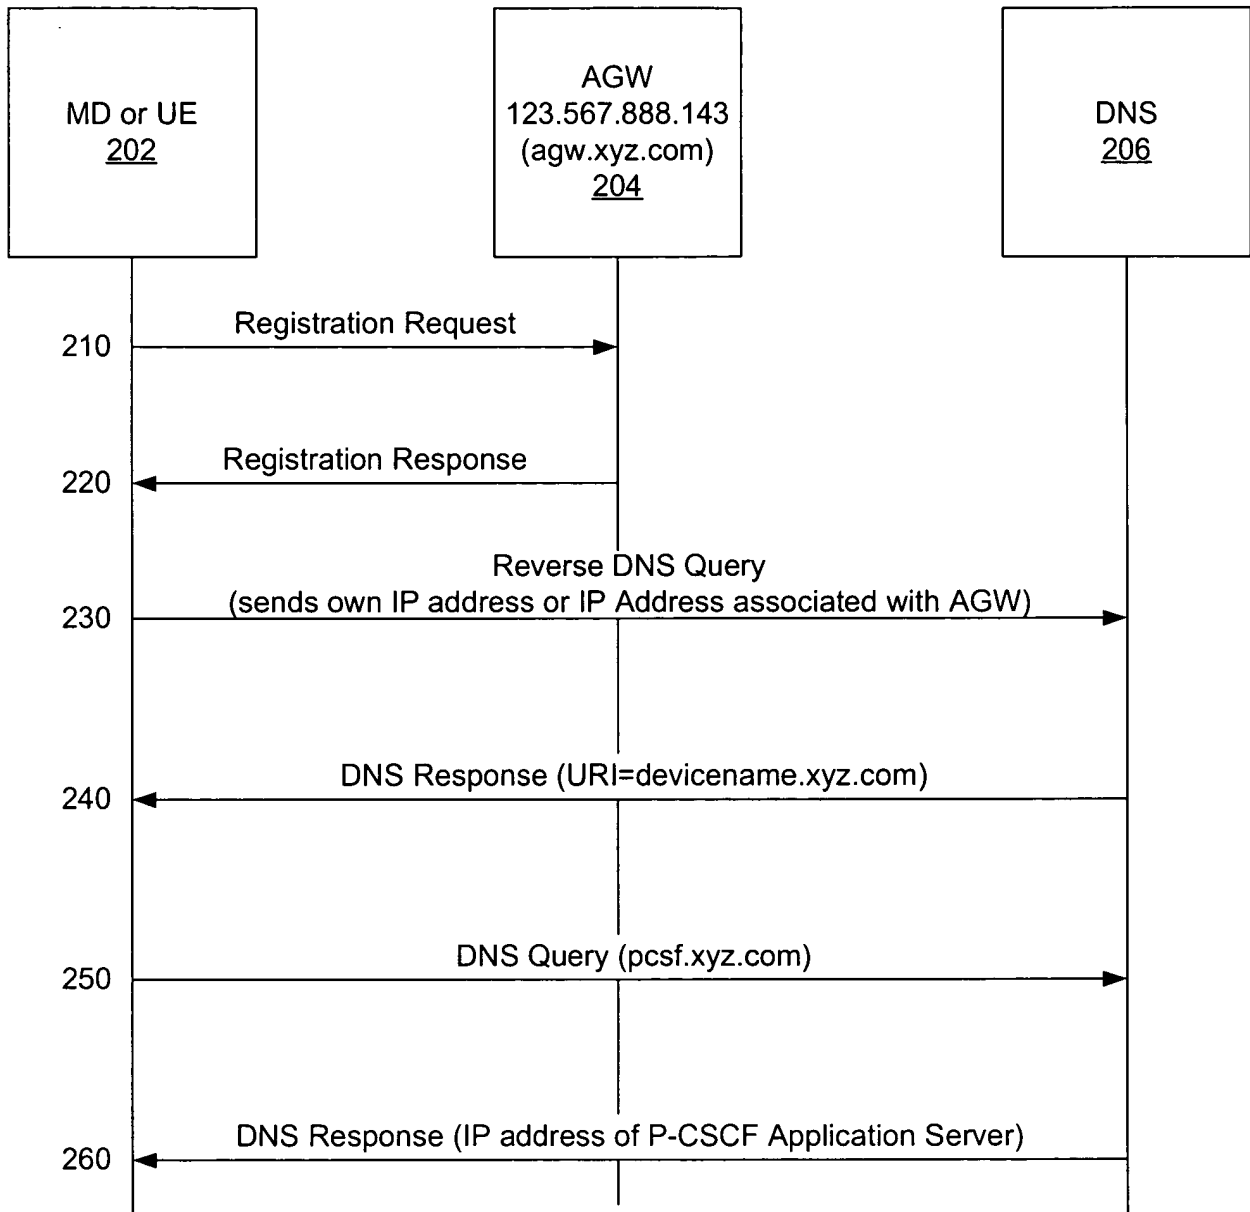 MD or UE
202
AGW
123.567.888.143
(agw.xyz.com)
204
DNS
206
Registration Request
210
Registration Response
220
Reverse DNS Query
(sends own IP address or IP Address associated with AGW)
230
DNS Response (URI=devicename.xyz.com)
240
DNS Query (pcsf.xyz.com)
250
DNS Response (IP address of P-CSCF Application Server)
260